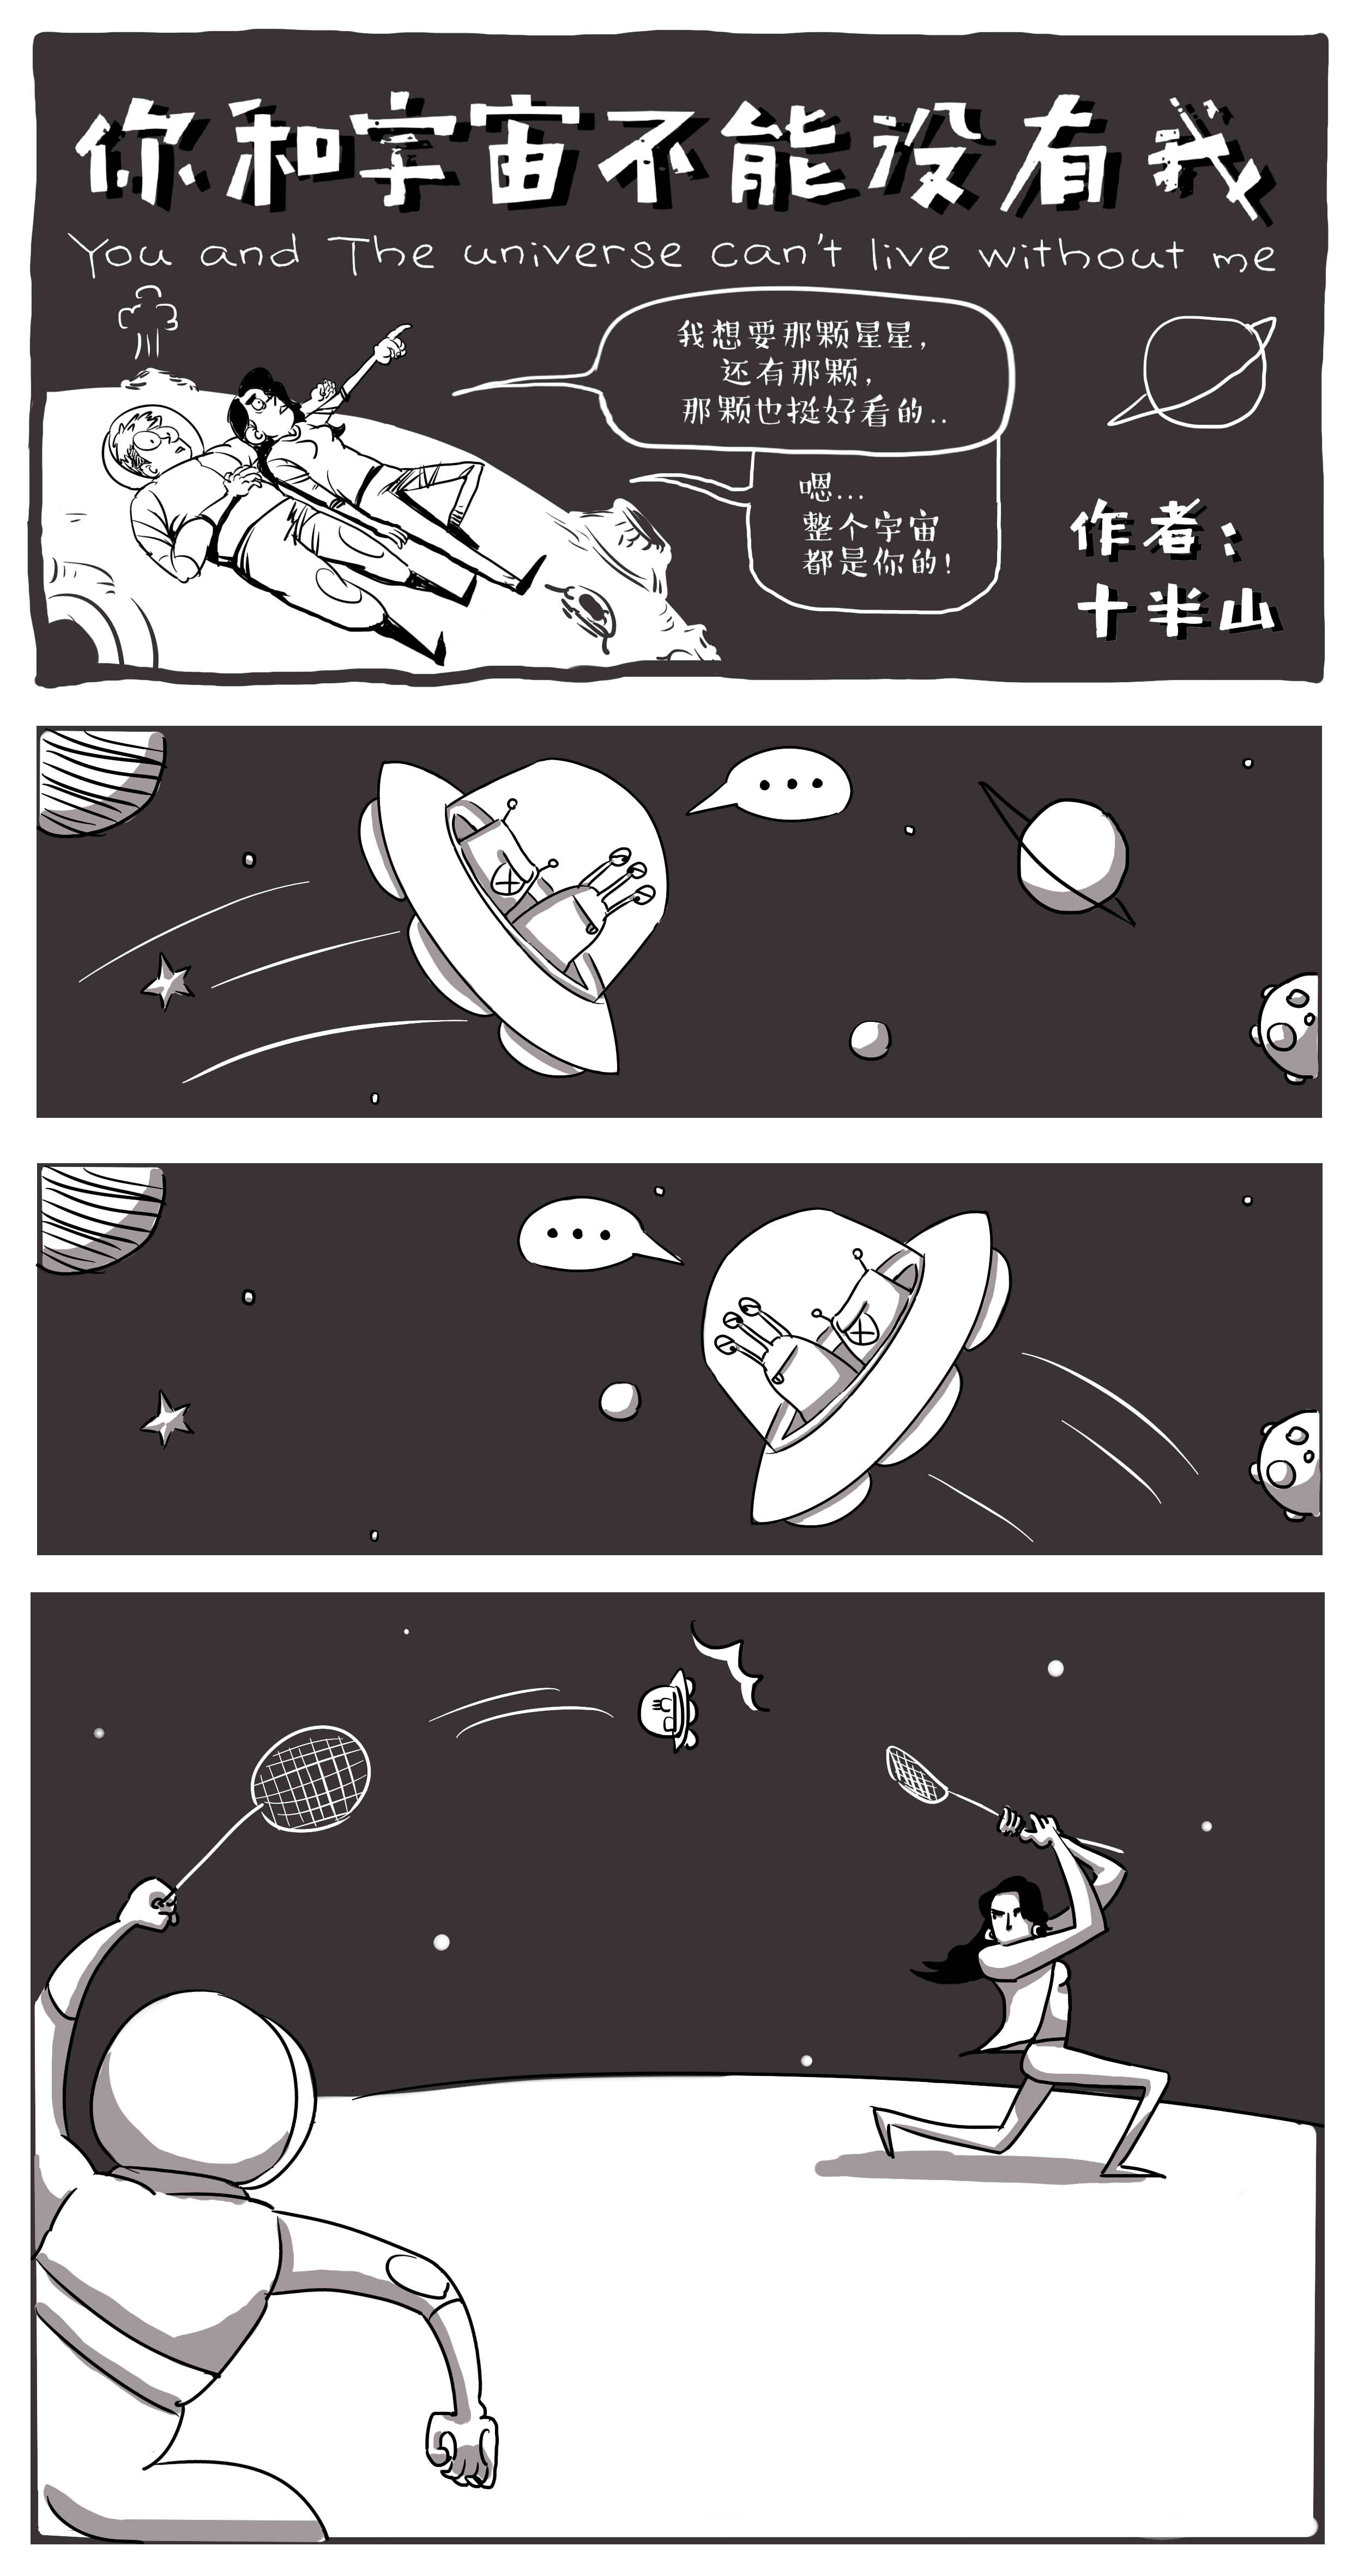 你和宇宙不能没有我
You and The universe can't live without me
我想要那颗星星，
还有那颗，
那颗也挺好看的..
嗯...
整个宇宙
都是你的！
作者：
十半山
...
...